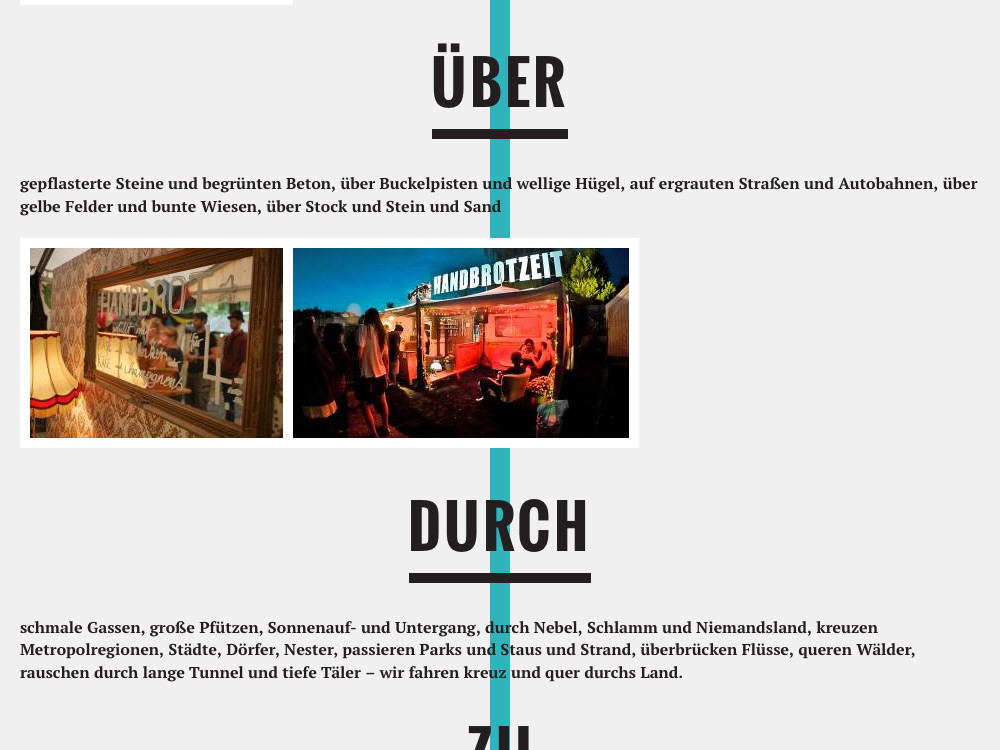 ÜBER
gepflasterte Steine und begrünten Beton, über Buckelpisten und wellige Hügel, auf ergrauten Straßen und Autobahnen, über
gelbe Felder und bunte Wiesen, über Stock und Stein und Sand
HANDBRO
HANDBROTZEIT
DURCH
schmale Gassen, große Pfützen, Sonnenauf- und Untergang, durch Nebel, Schlamm und Niemandsland, kreuzen
Metropolregionen, Städte, Dörfer, Nester, passieren Parks und Staus und Strand, überbrücken Flüsse, queren Wälder,
rauschen durch lange Tunnel und tiefe Täler – wir fahren kreuz und quer durchs Land.
ZU